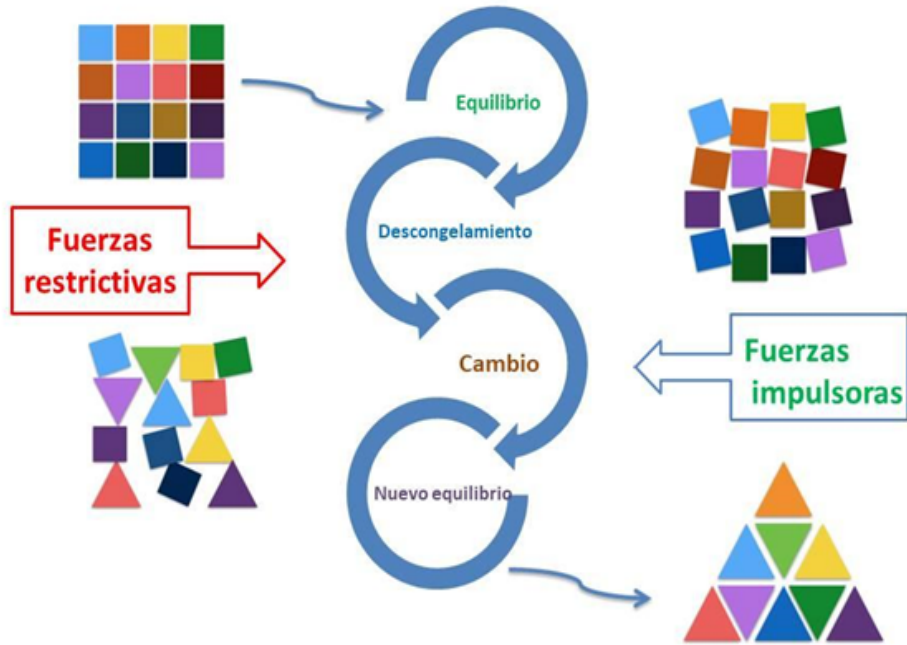 Equilibrio
Fuerzas
restrictivas
Descongelamiento
Cambio
Fuerzas
impulsoras
Nuevo equilibrio